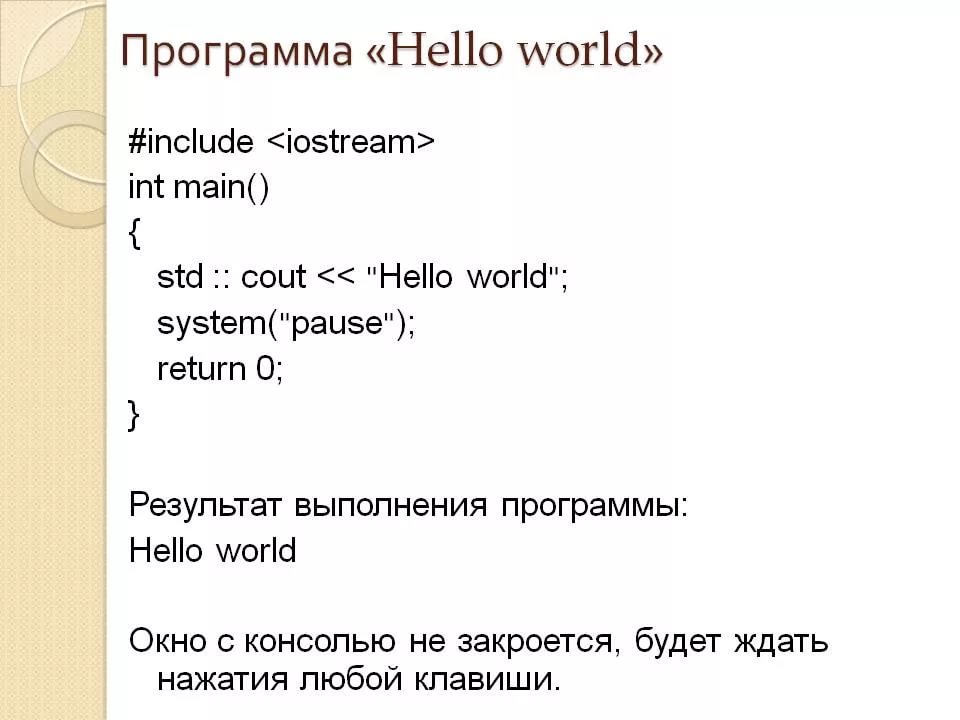 Программа «Hello world»
#include <iostream>
int main()
{
std :: cout << "Hello world";
system("pause");
return 0;
}
Результат выполнения программы:
Hello world
Окно с консолью не закроется, будет ждать
нажатия любой клавиши.